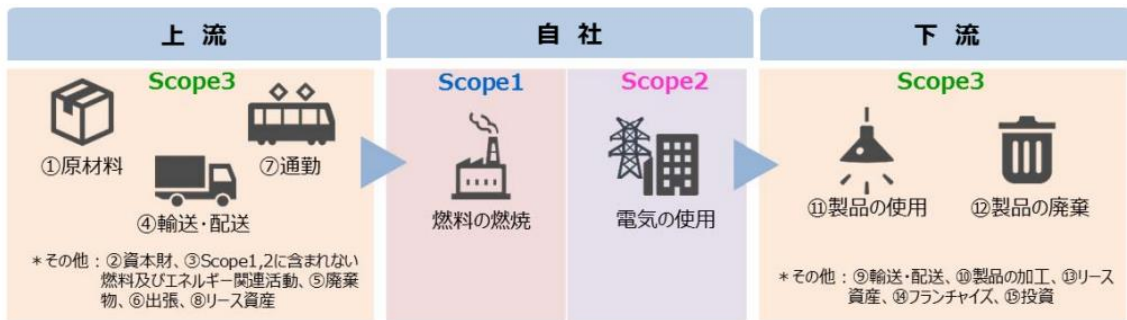 上流
自社
下流
Scope3
①原材料
⑦通勤
④輸送・配送
＊その他：②資本財、③Scope1,2に含まれない
燃料及びエネルギー関連活動、⑤廃棄
物、⑥出張、⑧リース資産
Scope1
燃料の燃焼
Scope2
電気の使用
Scope3
⑪製品の使用
⑫製品の廃棄
＊その他：⑨輸送・配送、⑩製品の加工、⑬リース
資産、⑭フランチャイズ、⑮投資